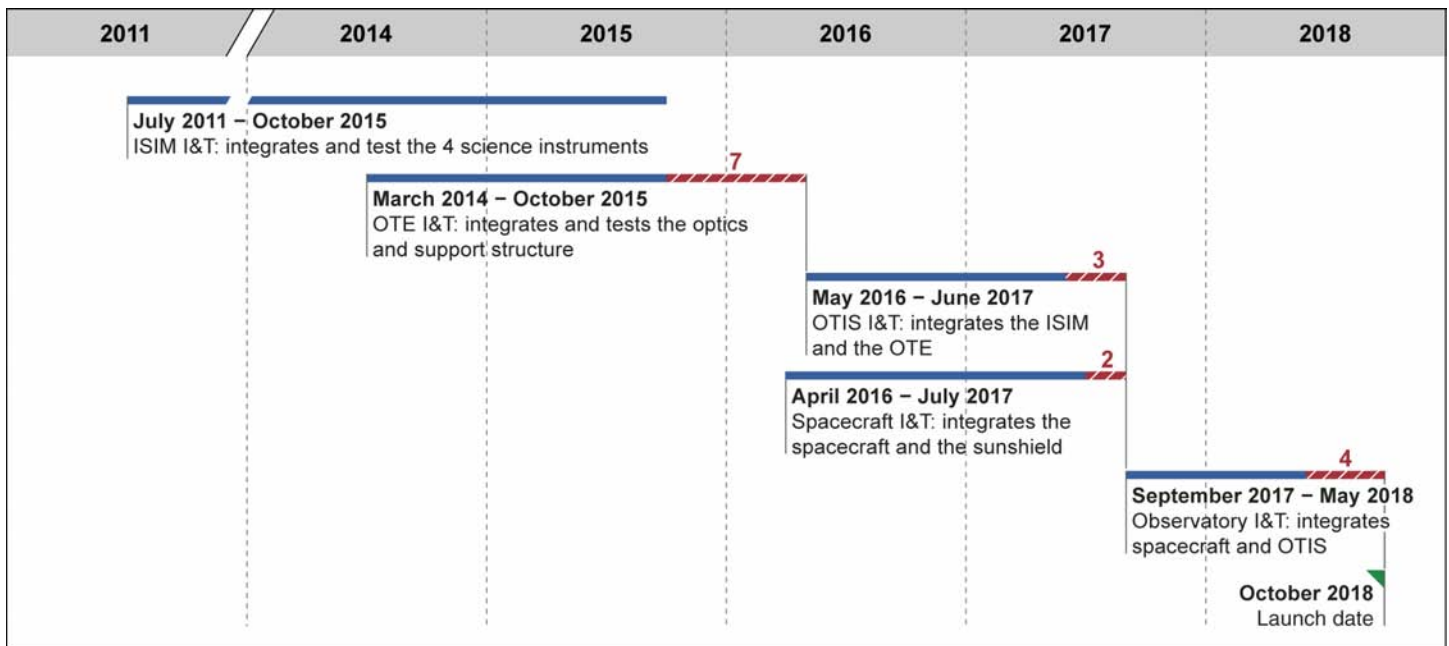 2011 2014 2015 2016 2017 2018
July 2011 – October 2015
ISIM I&T: integrates and test the 4 science instruments
7
March 2014 – October 2015
OTE I&T: integrates and tests the optics
and support structure
3
May 2016 – June 2017
OTIS I&T: integrates the ISIM
and the OTE
2
April 2016 – July 2017
Spacecraft I&T: integrates the
spacecraft and the sunshield
4
September 2017 – May 2018
Observatory I&T: integrates
spacecraft and OTIS
October 2018
Launch date